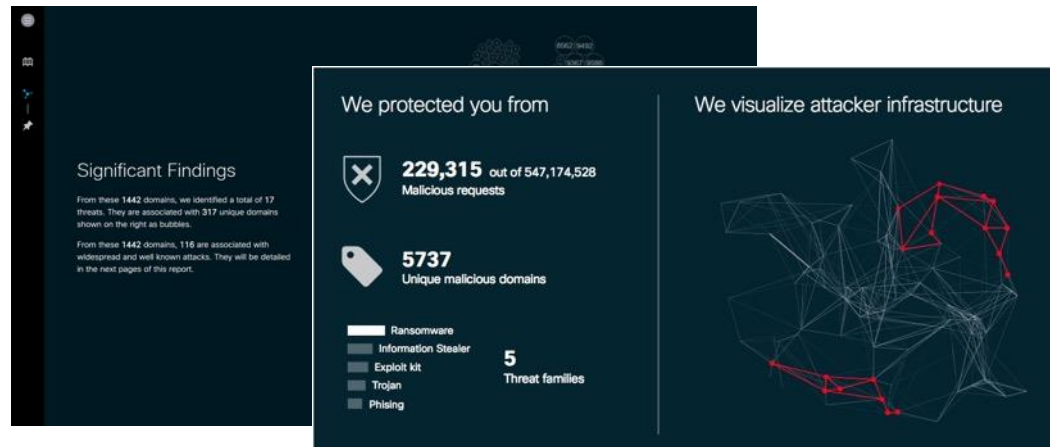 8562 9492
9367 9586
Significant Findings
From these 1442 domains, we identified a total of 17
threats. They are associated with 317 unique domains
shown on the right as bubbles.
From these 1442 domains, 116 are associated with
widespread and well known attacks. They will be detailed
in the next pages of this report.
We protected you from
229,315 out of 547,174,528
Malicious requests
5737
Unique malicious domains
Ransomware
Information Stealer
Exploit kit
Trojan
Phising
5
Threat families
We visualize attacker infrastructure